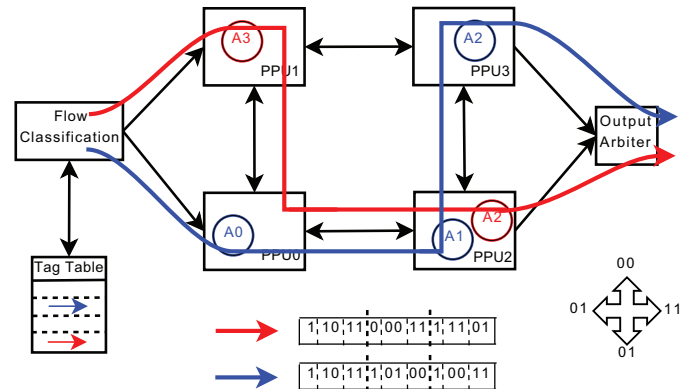 A3
PPU1
A2
PPU3
Flow
Classification
Output
Arbiter
A0
PPU0
A1
A2
PPU2
Tag Table
00
01
11
01
1 10 11 0 00 11 1 11 01
1 10 11 1 01 00 1 00 11